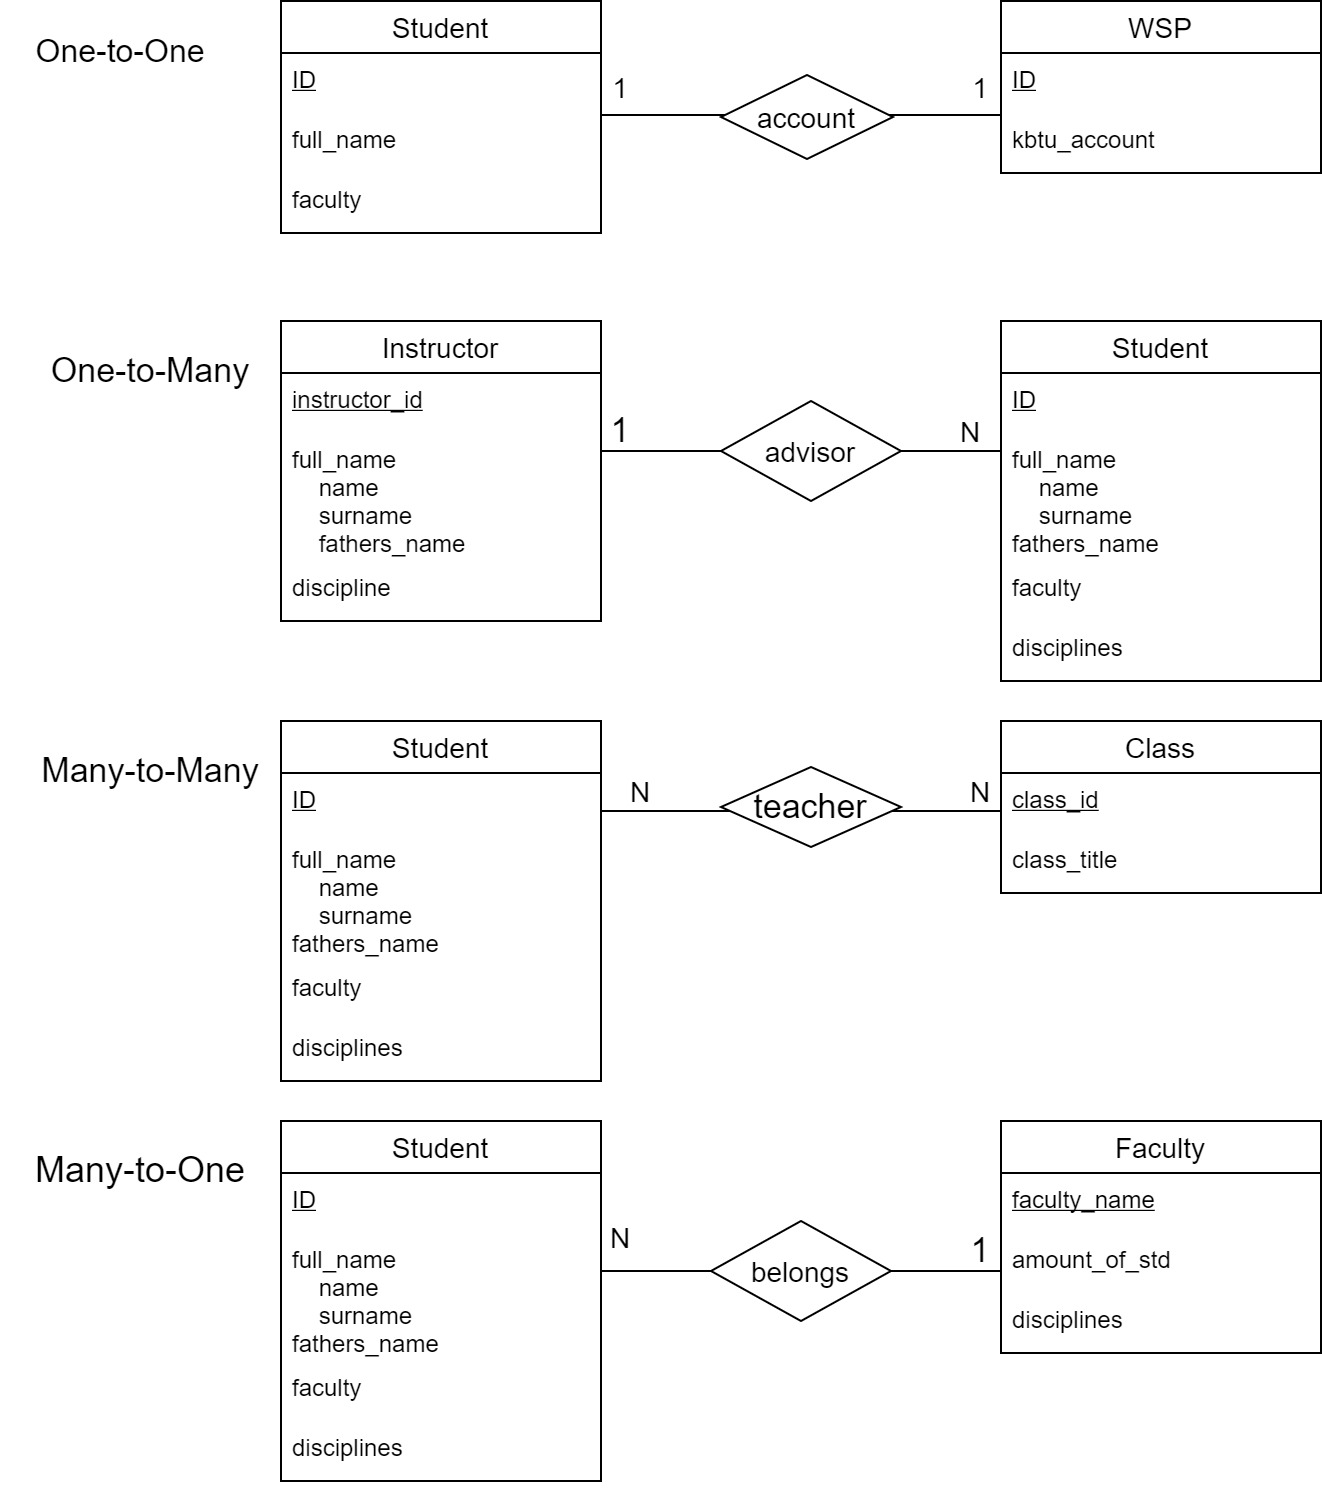 One-to-One
Student
ID
full_name
faculty
1
account
1
WSP
ID
kbtu_account
One-to-Many
Instructor
instructor_id
full_name
name
surname
fathers_name
discipline
1
advisor
N
Student
ID
full_name
name
surname
fathers_name
faculty
disciplines
Many-to-Many
Student
ID
full_name
name
surname
fathers_name
faculty
disciplines
N
teacher
N
Class
class_id
class_title
Many-to-One
Student
ID
full_name
name
surname
fathers_name
faculty
disciplines
N
belongs
1
Faculty
faculty_name
amount_of_std
disciplines